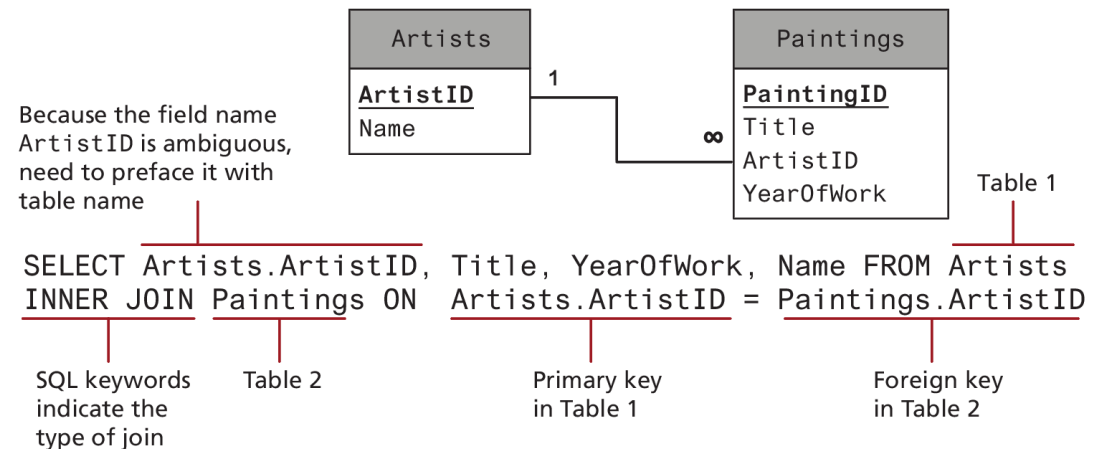 Artists
ArtistID
Name
1
∞
Paintings
PaintingID
Title
ArtistID
YearOfWork
Because the field name
ArtistID is ambiguous,
need to preface it with
table name
Table 1
SELECT Artists.ArtistID, Title, YearOfWork, Name FROM Artists
INNER JOIN Paintings ON Artists.ArtistID = Paintings.ArtistID
SQL keywords
indicate the
type of join
Table 2
Primary key
in Table 1
Foreign key
in Table 2